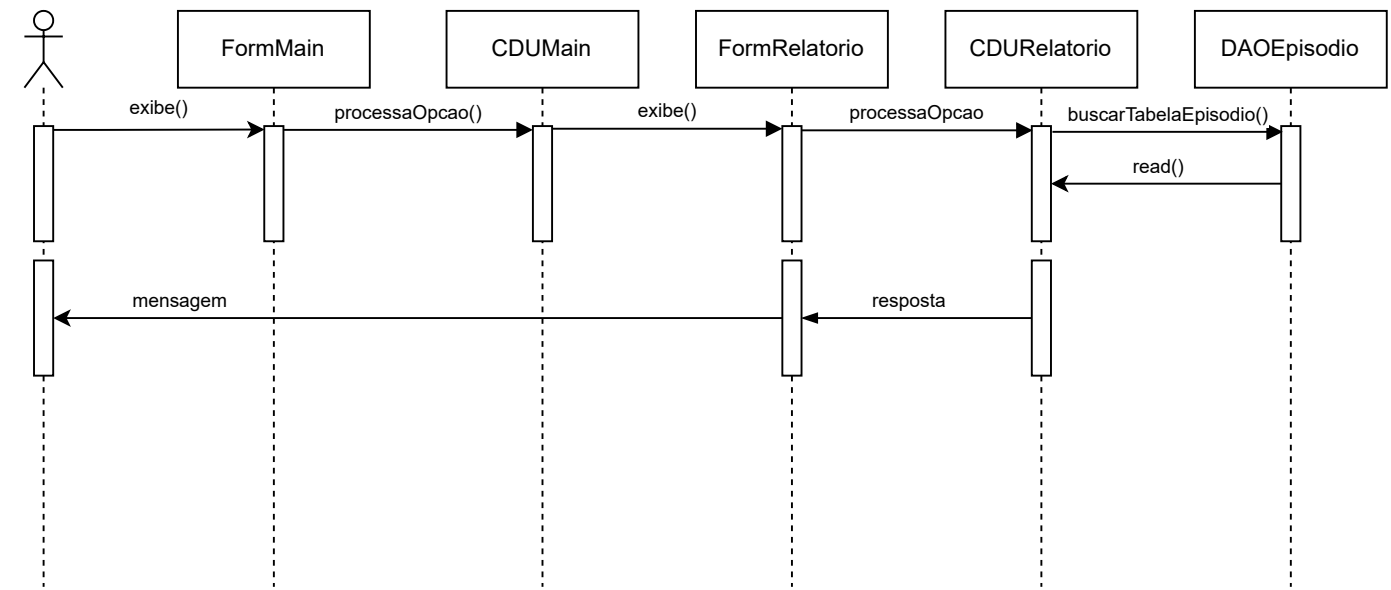 FormMain
CDUMain
FormRelatorio
CDURelatorio
DAOEpisodio
exibe()
processaOpcao()
exibe()
processaOpcao
buscarTabelaEpisodio()
read()
mensagem
resposta